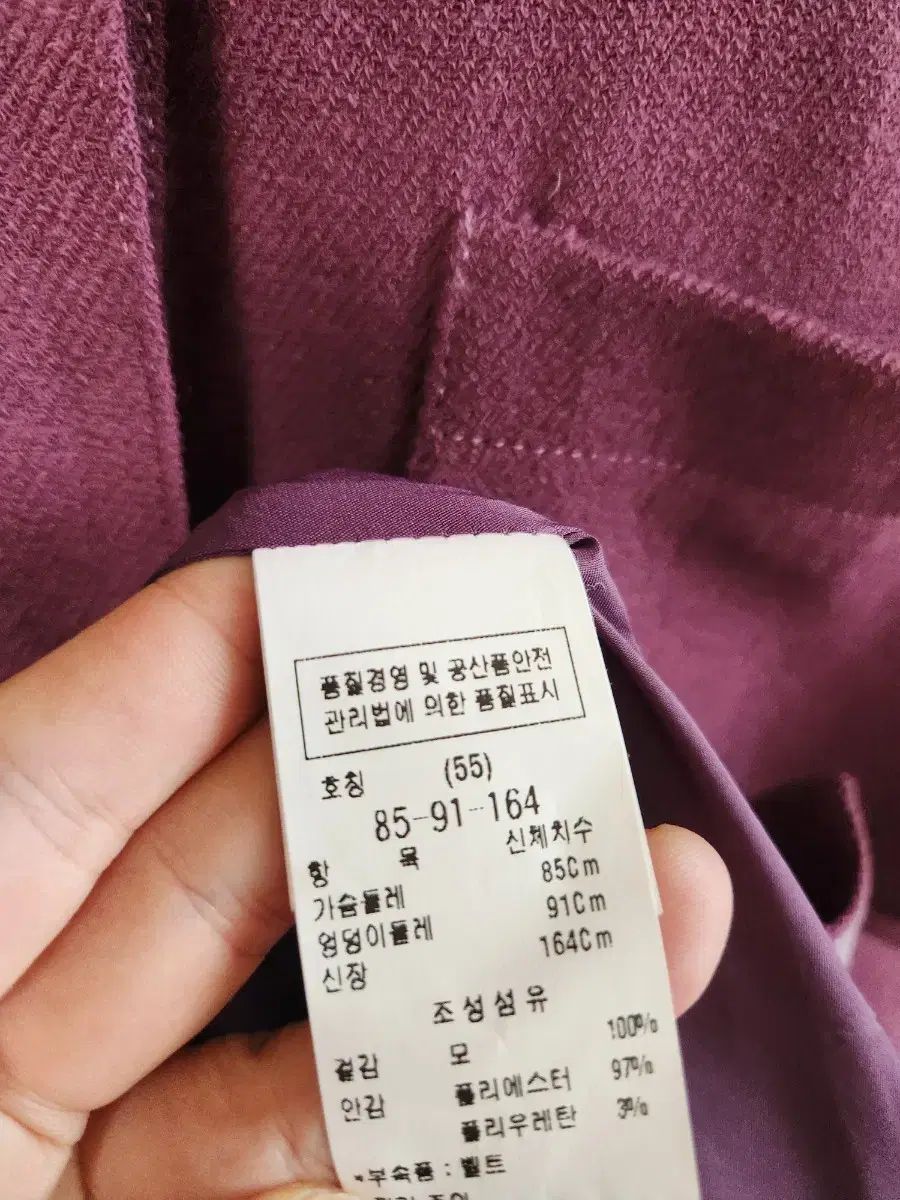 품질경영 및 공산품안전
관리법에 의한 품질표시
호칭 (55)
85-91-164
항 목 신체치수
가슴둘레 85Cm
엉덩이둘레 91Cm
신장 164Cm
조성섬유
겉감 모 100%
안감 폴리에스터 97%
폴리우레탄 3%
*부속품 : 벨트